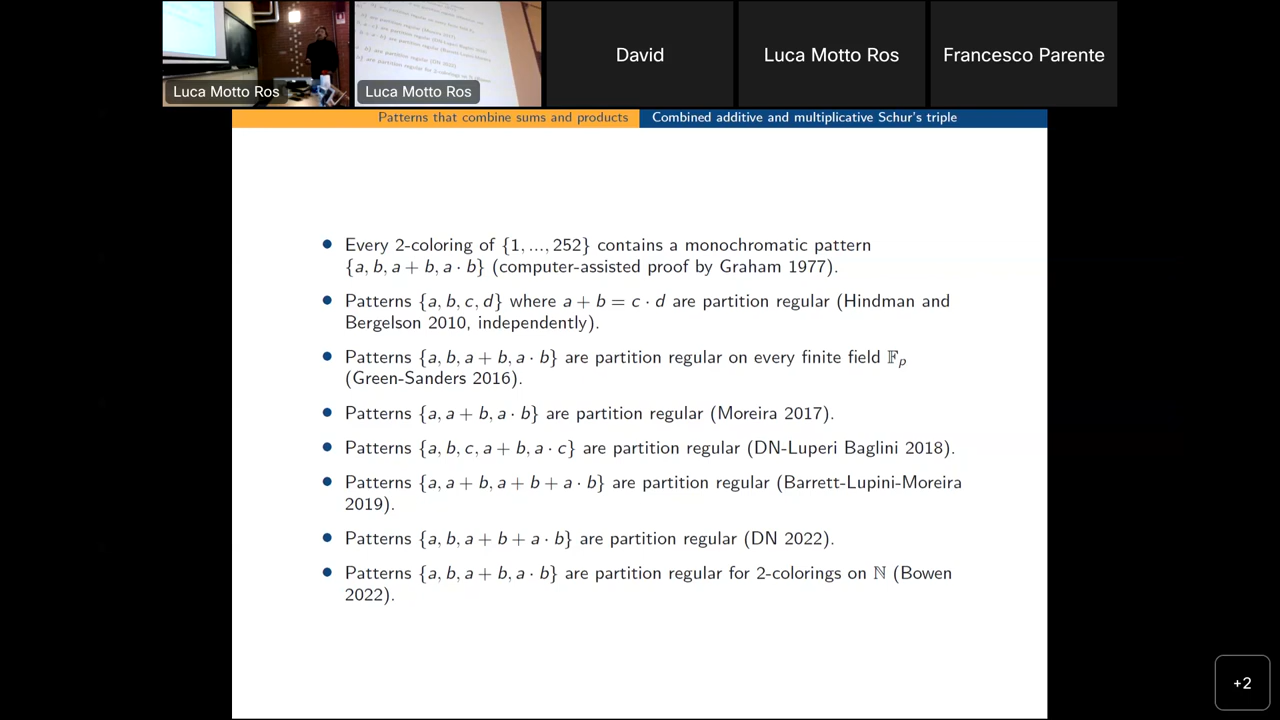 David
Luca Motto Ros
Francesco Parente
Luca Motto Ros
Luca Motto Ros
Patterns that combine sums and products
Combined additive and multiplicative Schur's triple
• Every 2-coloring of {1, ..., 252} contains a monochromatic pattern
{a, b, a + b, a · b} (computer-assisted proof by Graham 1977).
• Patterns {a, b, c, d} where a + b = c · d are partition regular (Hindman and
Bergelson 2010, independently).
• Patterns {a, b, a + b, a · b} are partition regular on every finite field 𝔽ₚ
(Green-Sanders 2016).
• Patterns {a, a + b, a · b} are partition regular (Moreira 2017).
• Patterns {a, b, c, a + b, a · c} are partition regular (DN-Luperi Baglini 2018).
• Patterns {a, a + b, a + b + a · b} are partition regular (Barrett-Lupini-Moreira
2019).
• Patterns {a, b, a + b + a · b} are partition regular (DN 2022).
• Patterns {a, b, a + b, a · b} are partition regular for 2-colorings on ℕ (Bowen
2022).
+2